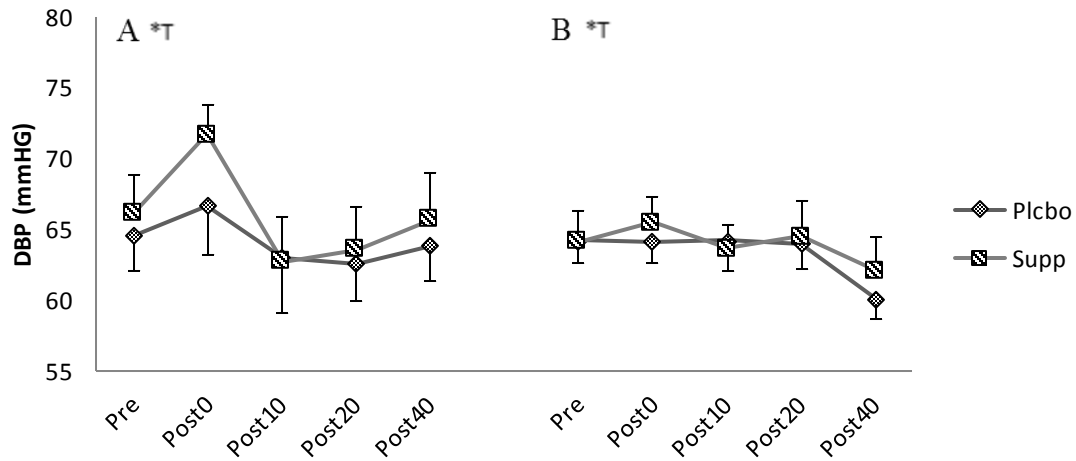 80
75
70
65
60
55
DBP (mmHG)
A *T
B *T
Pre
Post0
Post10
Post20
Post40
Pre
Post0
Post10
Post20
Post40
Plcbo
Supp